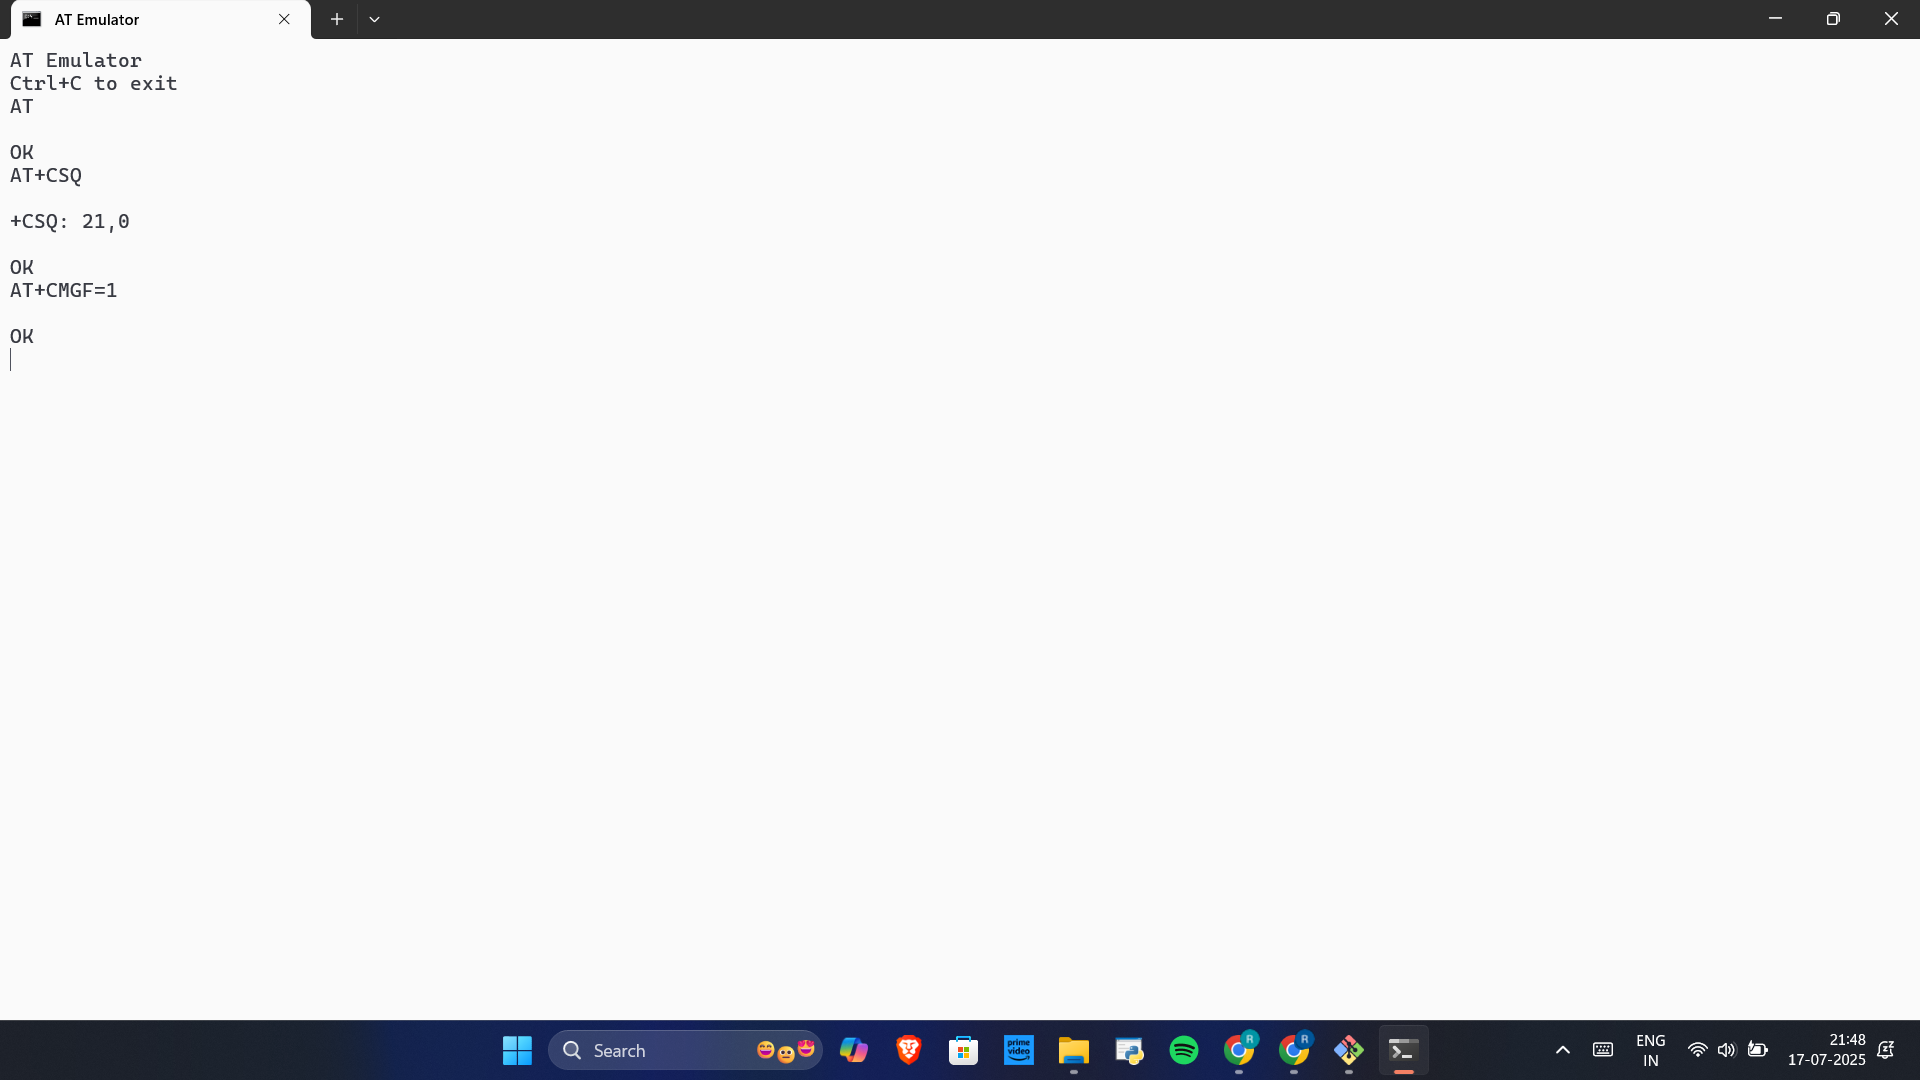 AT Emulator
AT Emulator
Ctrl+C to exit
AT
OK
AT+CSQ
+CSQ: 21,0
OK
AT+CMGF=1
OK
Search
prime video
R
R
ENG
IN
21:48
17-07-2025